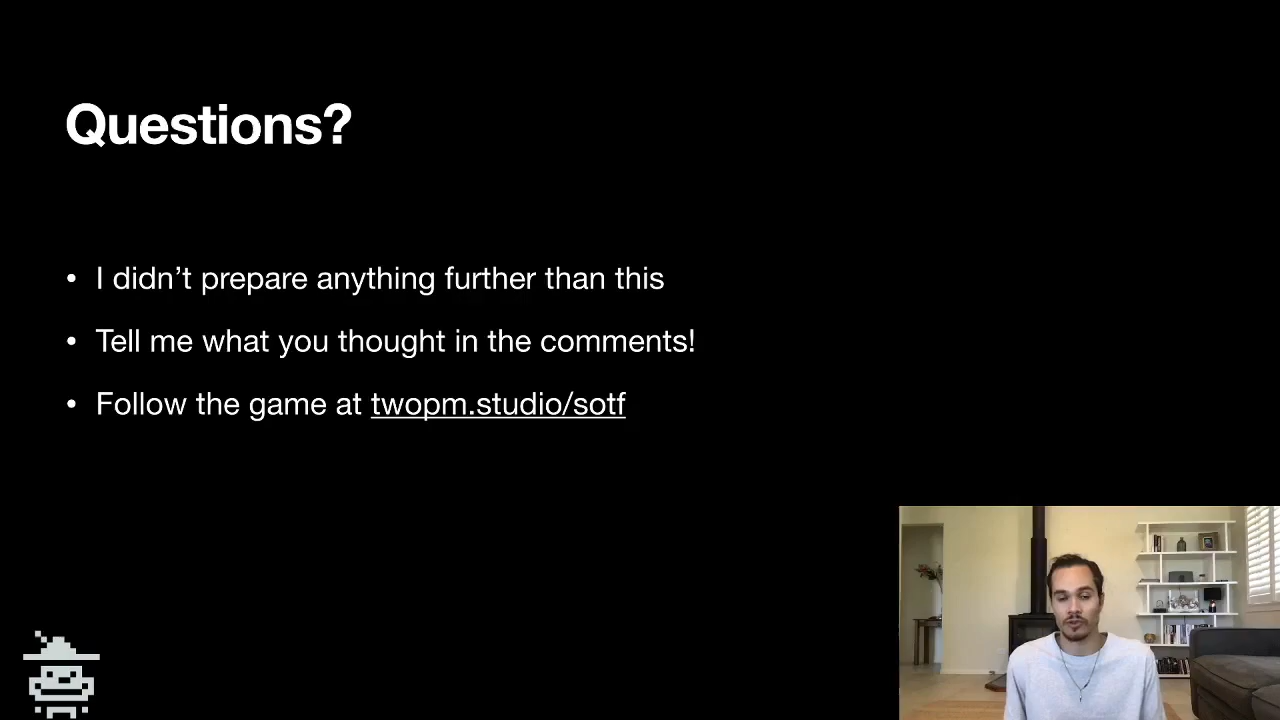 Questions?
• I didn’t prepare anything further than this
• Tell me what you thought in the comments!
• Follow the game at twopm.studio/sotf